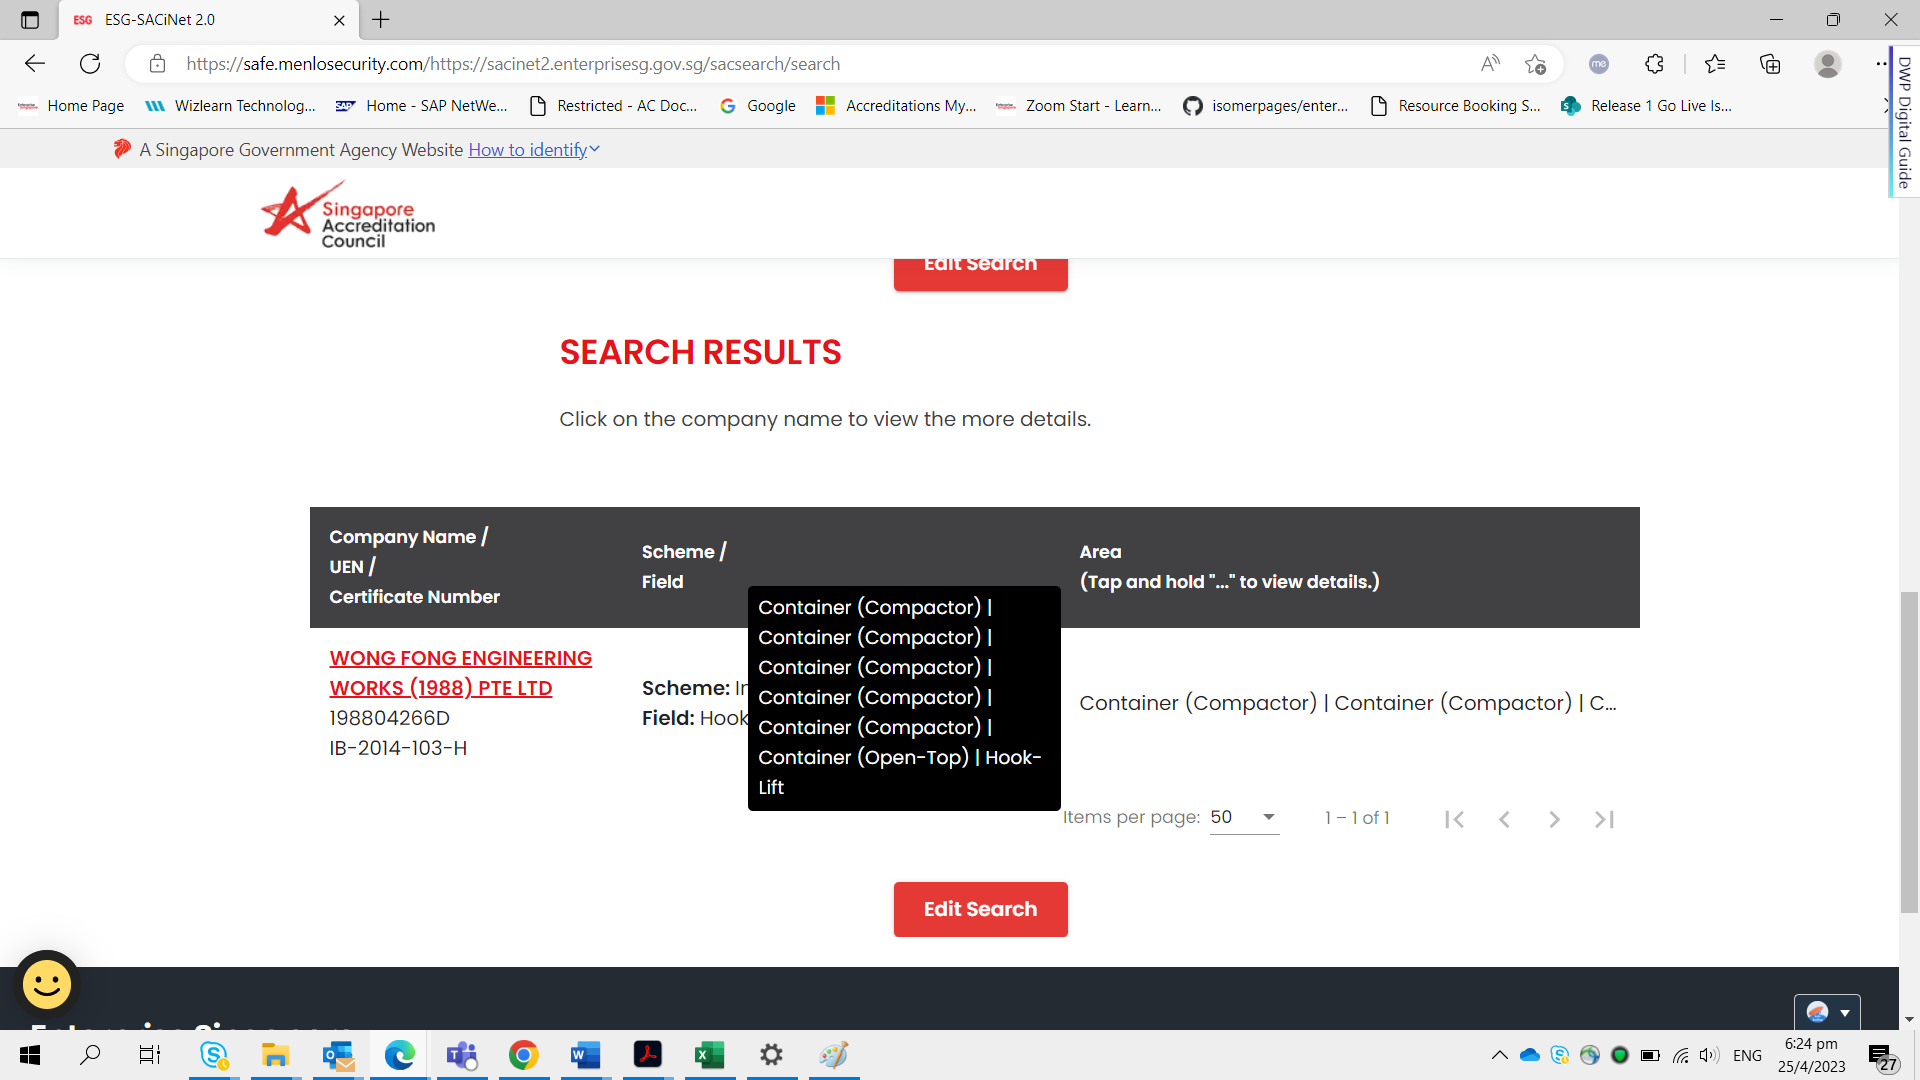 ESG ESG-SACiNet 2.0
https://safe.menlosecurity.com/https://sacinet2.enterprisesg.gov.sg/sacsearch/search
me
Home Page
Wizlearn Technolog...
SAP Home - SAP NetWe...
Restricted - AC Doc...
Google
Accreditations My...
Zoom Start - Learn...
isomerpages/enter...
Resource Booking S...
Release 1 Go Live Is...
DWP Digital Guide
A Singapore Government Agency Website How to identify
Singapore
Accreditation
Council
Edit Search
SEARCH RESULTS
Click on the company name to view the more details.
Company Name /
UEN /
Certificate Number
Scheme /
Field
Area
(Tap and hold "..." to view details.)
WONG FONG ENGINEERING
WORKS (1988) PTE LTD
198804266D
IB-2014-103-H
Scheme: In
Field: Hook
Container (Compactor) |
Container (Compactor) |
Container (Compactor) |
Container (Compactor) |
Container (Compactor) |
Container (Open-Top) | Hook-
Lift
Container (Compactor) | Container (Compactor) | C...
Items per page: 50
1 – 1 of 1
Edit Search
Enterprise Singapore
ENG
6:24 pm
25/4/2023
27